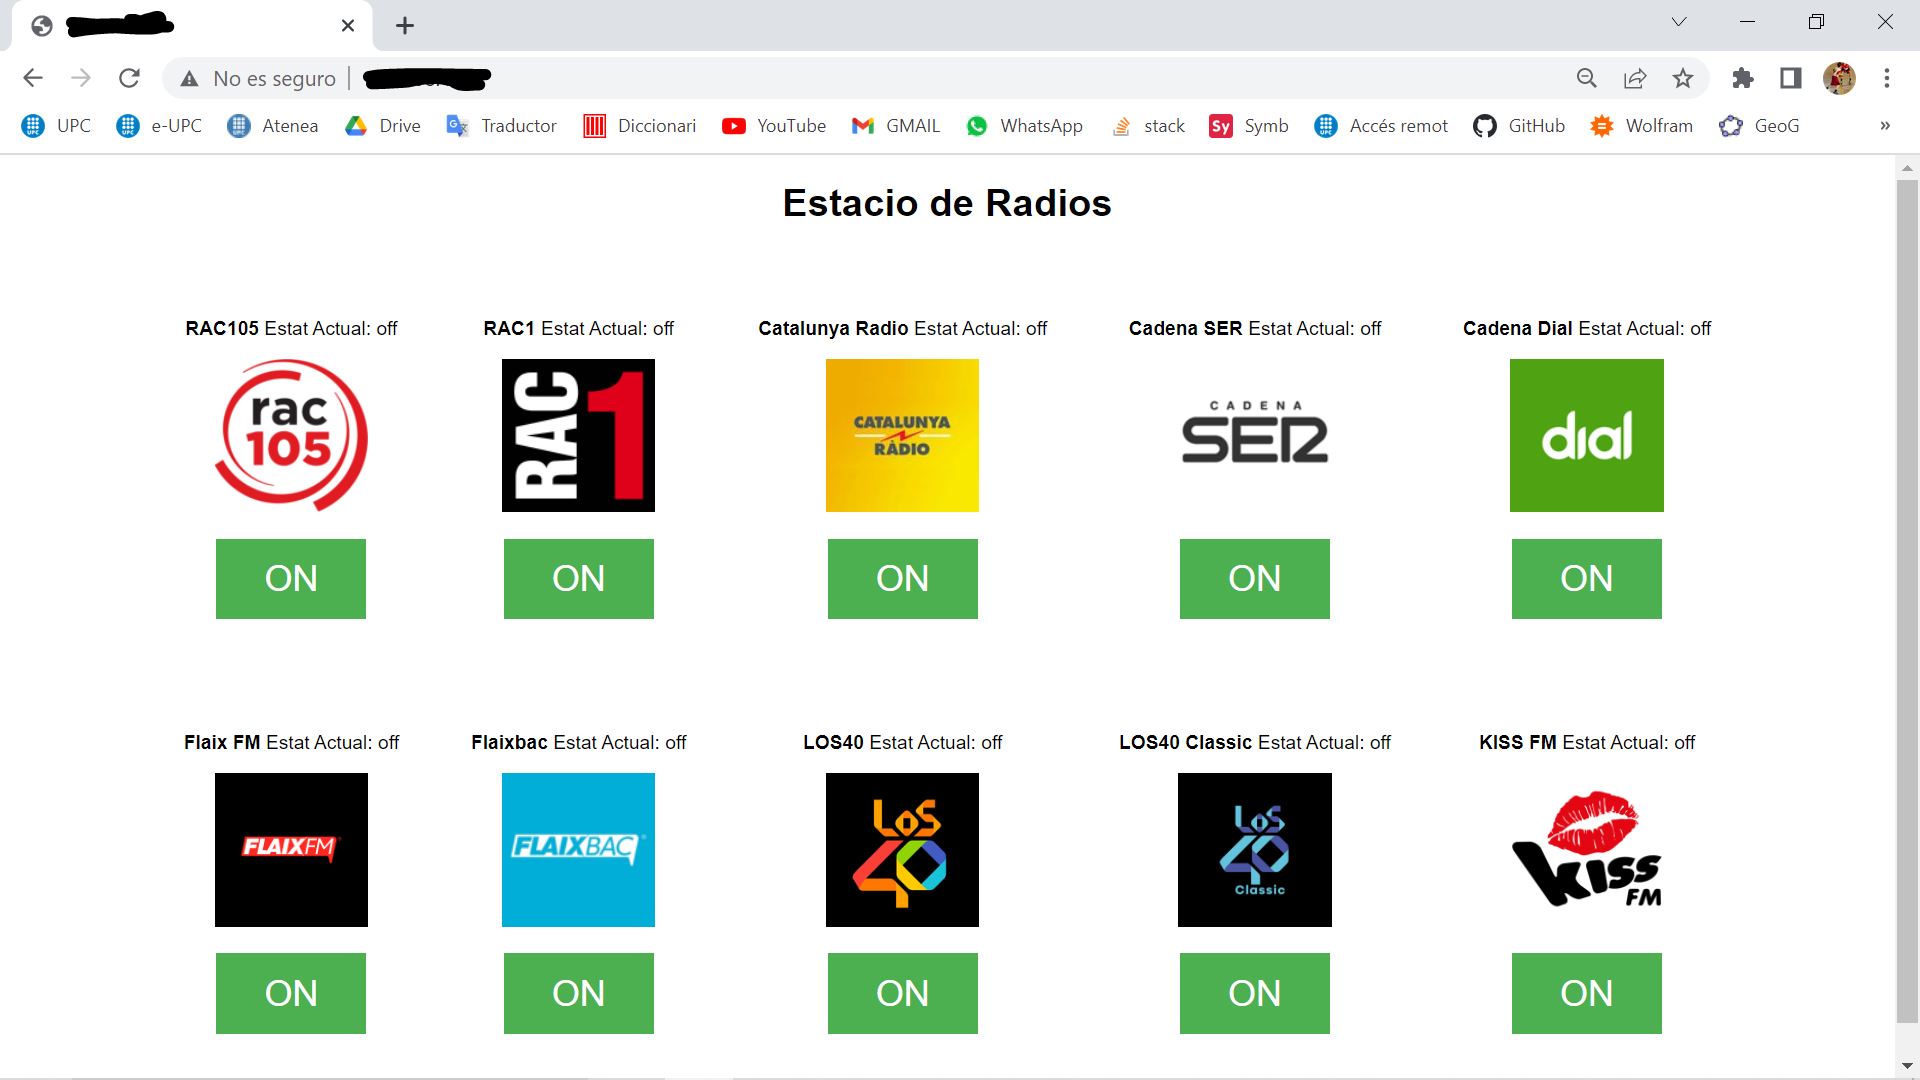 No es seguro
UPC e-UPC Atenea Drive Traductor Diccionari YouTube GMAIL WhatsApp stack Sy Symb Accés remot GitHub Wolfram GeoG »
Estacio de Radios
RAC105 Estat Actual: off
RAC1 Estat Actual: off
Catalunya Radio Estat Actual: off
Cadena SER Estat Actual: off
Cadena Dial Estat Actual: off
rac
105
RAC 1
CATALUNYA
RÀDIO
CADENA
SER
dial
ON
ON
ON
ON
ON
Flaix FM Estat Actual: off
Flaixbac Estat Actual: off
LOS40 Estat Actual: off
LOS40 Classic Estat Actual: off
KISS FM Estat Actual: off
FLAIXFM
FLAIXBAC
LOS
40
LOS
40
Classic
KISS
FM
ON
ON
ON
ON
ON